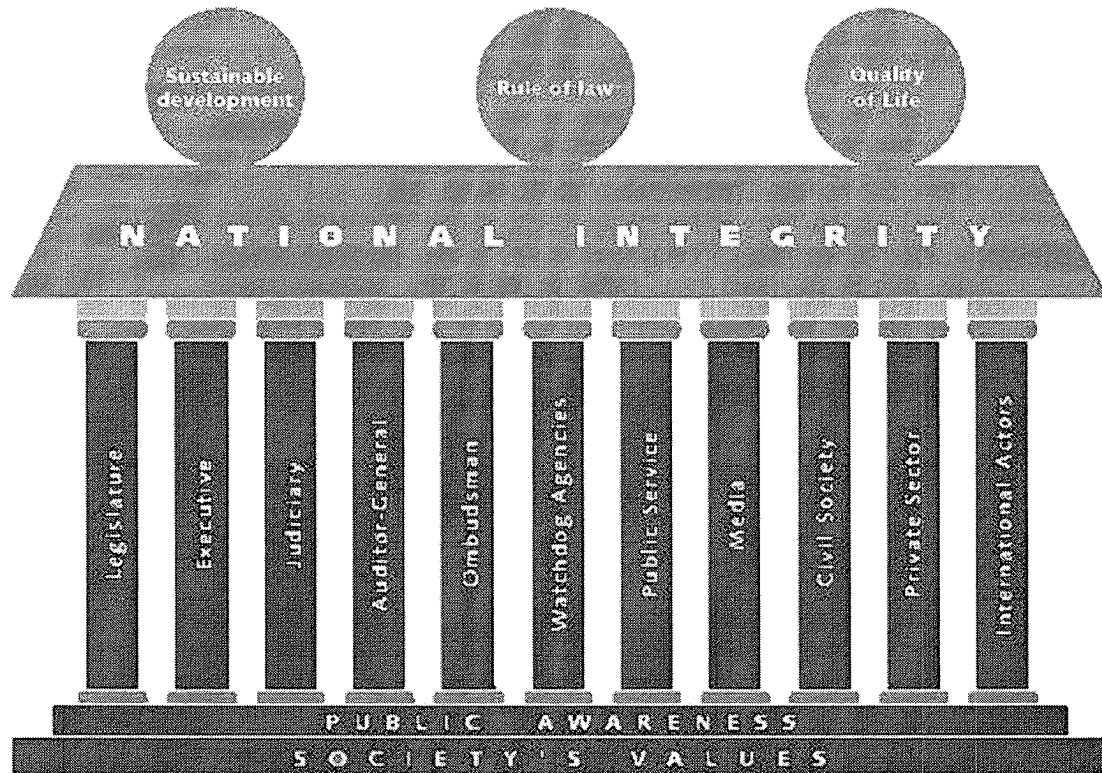 Sustainable
development
Rule of law
Quality
of Life
NATIONAL INTEGRITY
Legislature
Executive
Judiciary
Auditor-General
Ombudsman
Watchdog Agencies
Public Service
Media
Civil Society
Private Sector
International Actors
PUBLIC AWARENESS
SOCIETY'S VALUES